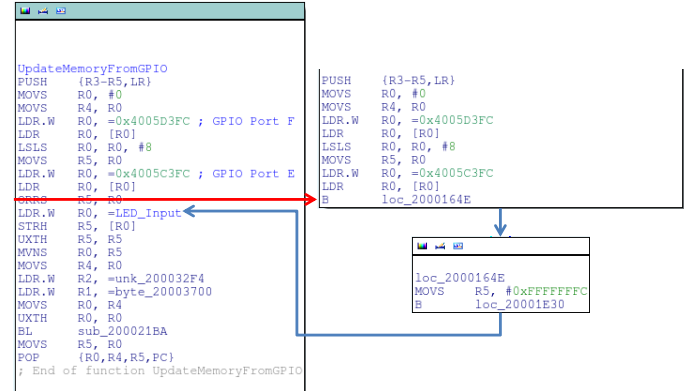 UpdateMemoryFromGPIO
PUSH {R3-R5,LR}
MOVS R0, #0
MOVS R4, R0
LDR.W R0, =0x4005D3FC ; GPIO Port F
LDR R0, [R0]
LSLS R0, R0, #8
MOVS R5, R0
LDR.W R0, =0x4005C3FC ; GPIO Port E
LDR R0, [R0]
ORRS R5, R0
LDR.W R0, =LED_Input
STRH R5, [R0]
UXTH R5, R5
MVNS R0, R5
MOVS R4, R0
LDR.W R2, =unk_200032F4
LDR.W R1, =byte_20003700
MOVS R0, R4
UXTH R0, R0
BL sub_200021BA
MOVS R5, R0
POP {R0,R4,R5,PC}
; End of function UpdateMemoryFromGPIO
PUSH {R3-R5,LR}
MOVS R0, #0
MOVS R4, R0
LDR.W R0, =0x4005D3FC
LDR R0, [R0]
LSLS R0, R0, #8
MOVS R5, R0
LDR.W R0, =0x4005C3FC
LDR R0, [R0]
B loc_2000164E
loc_2000164E
MOVS R5, #0xFFFFFFFC
B loc_20001E30